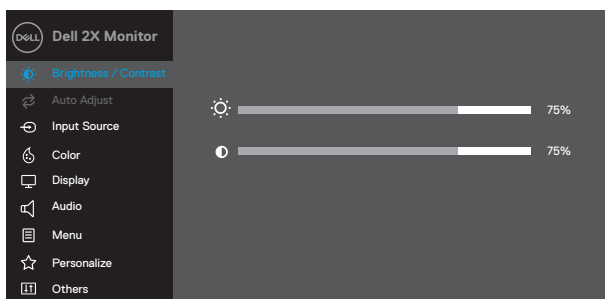 DELL Dell 2X Monitor
Brightness / Contrast
Auto Adjust
75%
Input Source
Color
75%
Display
Audio
Menu
Personalize
Others